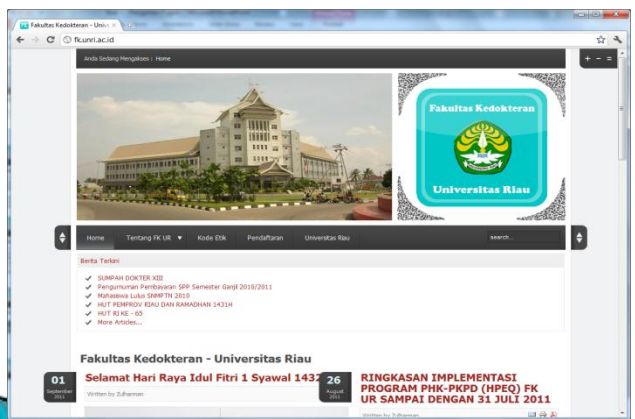 Fakultas Kedokteran - Unive
fk.unri.ac.id
Anda Sedang Mengakses : Home
+ - =
Fakultas Kedokteran
Universitas Riau
Home Tentang FK UR Kode Etik Pendaftaran Universitas Riau search...
Berita Terkini
SUMPAH DOKTER XIII
Pengumuman Pembayaran SPP Semester Ganjil 2010/2011
Mahasiswa Lulus SNMPTN 2010
HUT PEMPROV RIAU DAN RAMADHAN 1431H
HUT RI KE - 65
More Articles...
Fakultas Kedokteran - Universitas Riau
01
September
2011
Selamat Hari Raya Idul Fitri 1 Syawal 1432
Written by Zulharman
26
August
2011
RINGKASAN IMPLEMENTASI
PROGRAM PHK-PKPD (HPEQ) FK
UR SAMPAI DENGAN 31 JULI 2011
Written by Zulharman